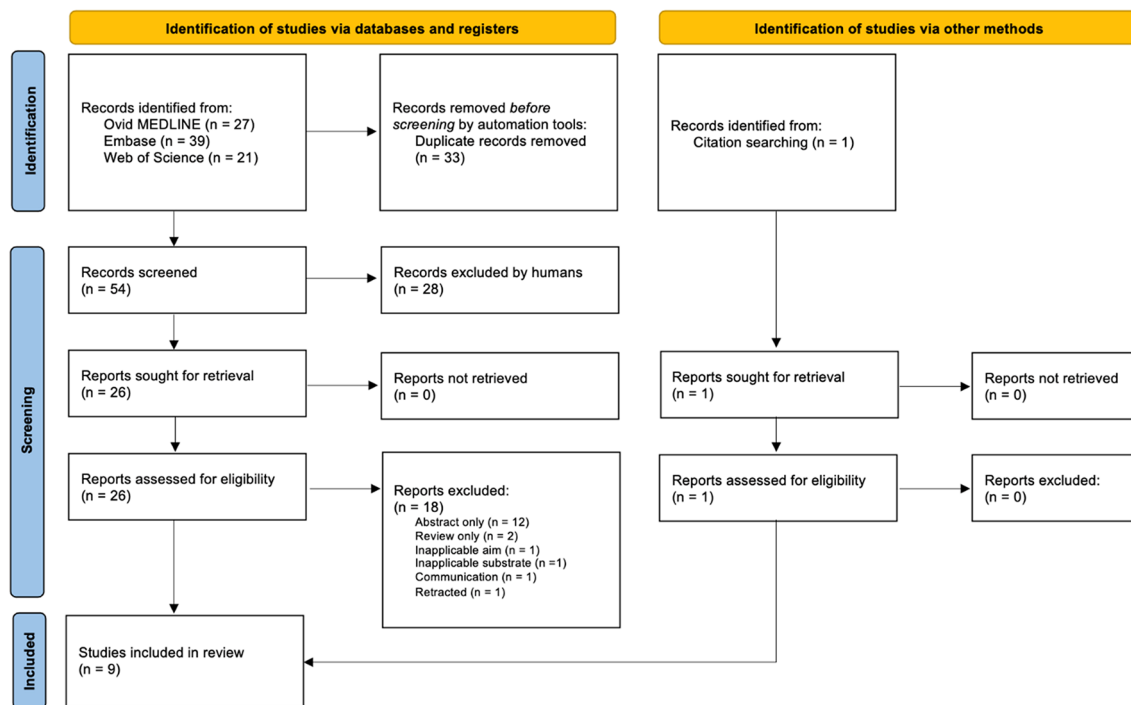 Identification of studies via databases and registers
Identification of studies via other methods
Identification
Records identified from:
Ovid MEDLINE (n = 27)
Embase (n = 39)
Web of Science (n = 21)
Records removed before
screening by automation tools:
Duplicate records removed
(n = 33)
Records identified from:
Citation searching (n = 1)
Screening
Records screened
(n = 54)
Records excluded by humans
(n = 28)
Reports sought for retrieval
(n = 26)
Reports not retrieved
(n = 0)
Reports sought for retrieval
(n = 1)
Reports not retrieved
(n = 0)
Reports assessed for eligibility
(n = 26)
Reports excluded:
(n = 18)
Abstract only (n = 12)
Review only (n = 2)
Inapplicable aim (n = 1)
Inapplicable substrate (n =1)
Communication (n = 1)
Retracted (n = 1)
Reports assessed for eligibility
(n = 1)
Reports excluded:
(n = 0)
Included
Studies included in review
(n = 9)